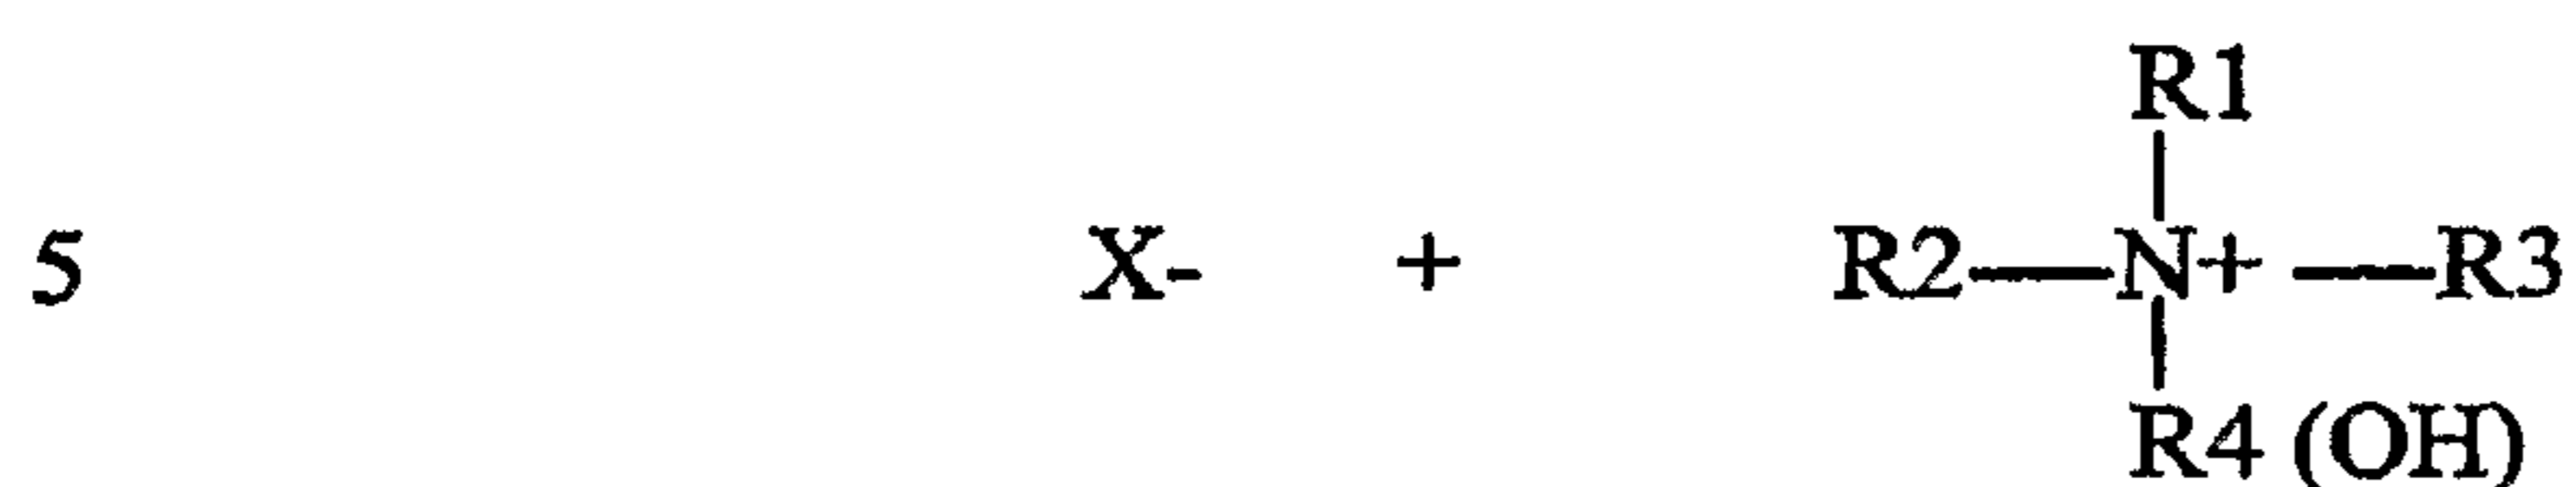 R1
5 X- + R2—N+—R3
R4 (OH)